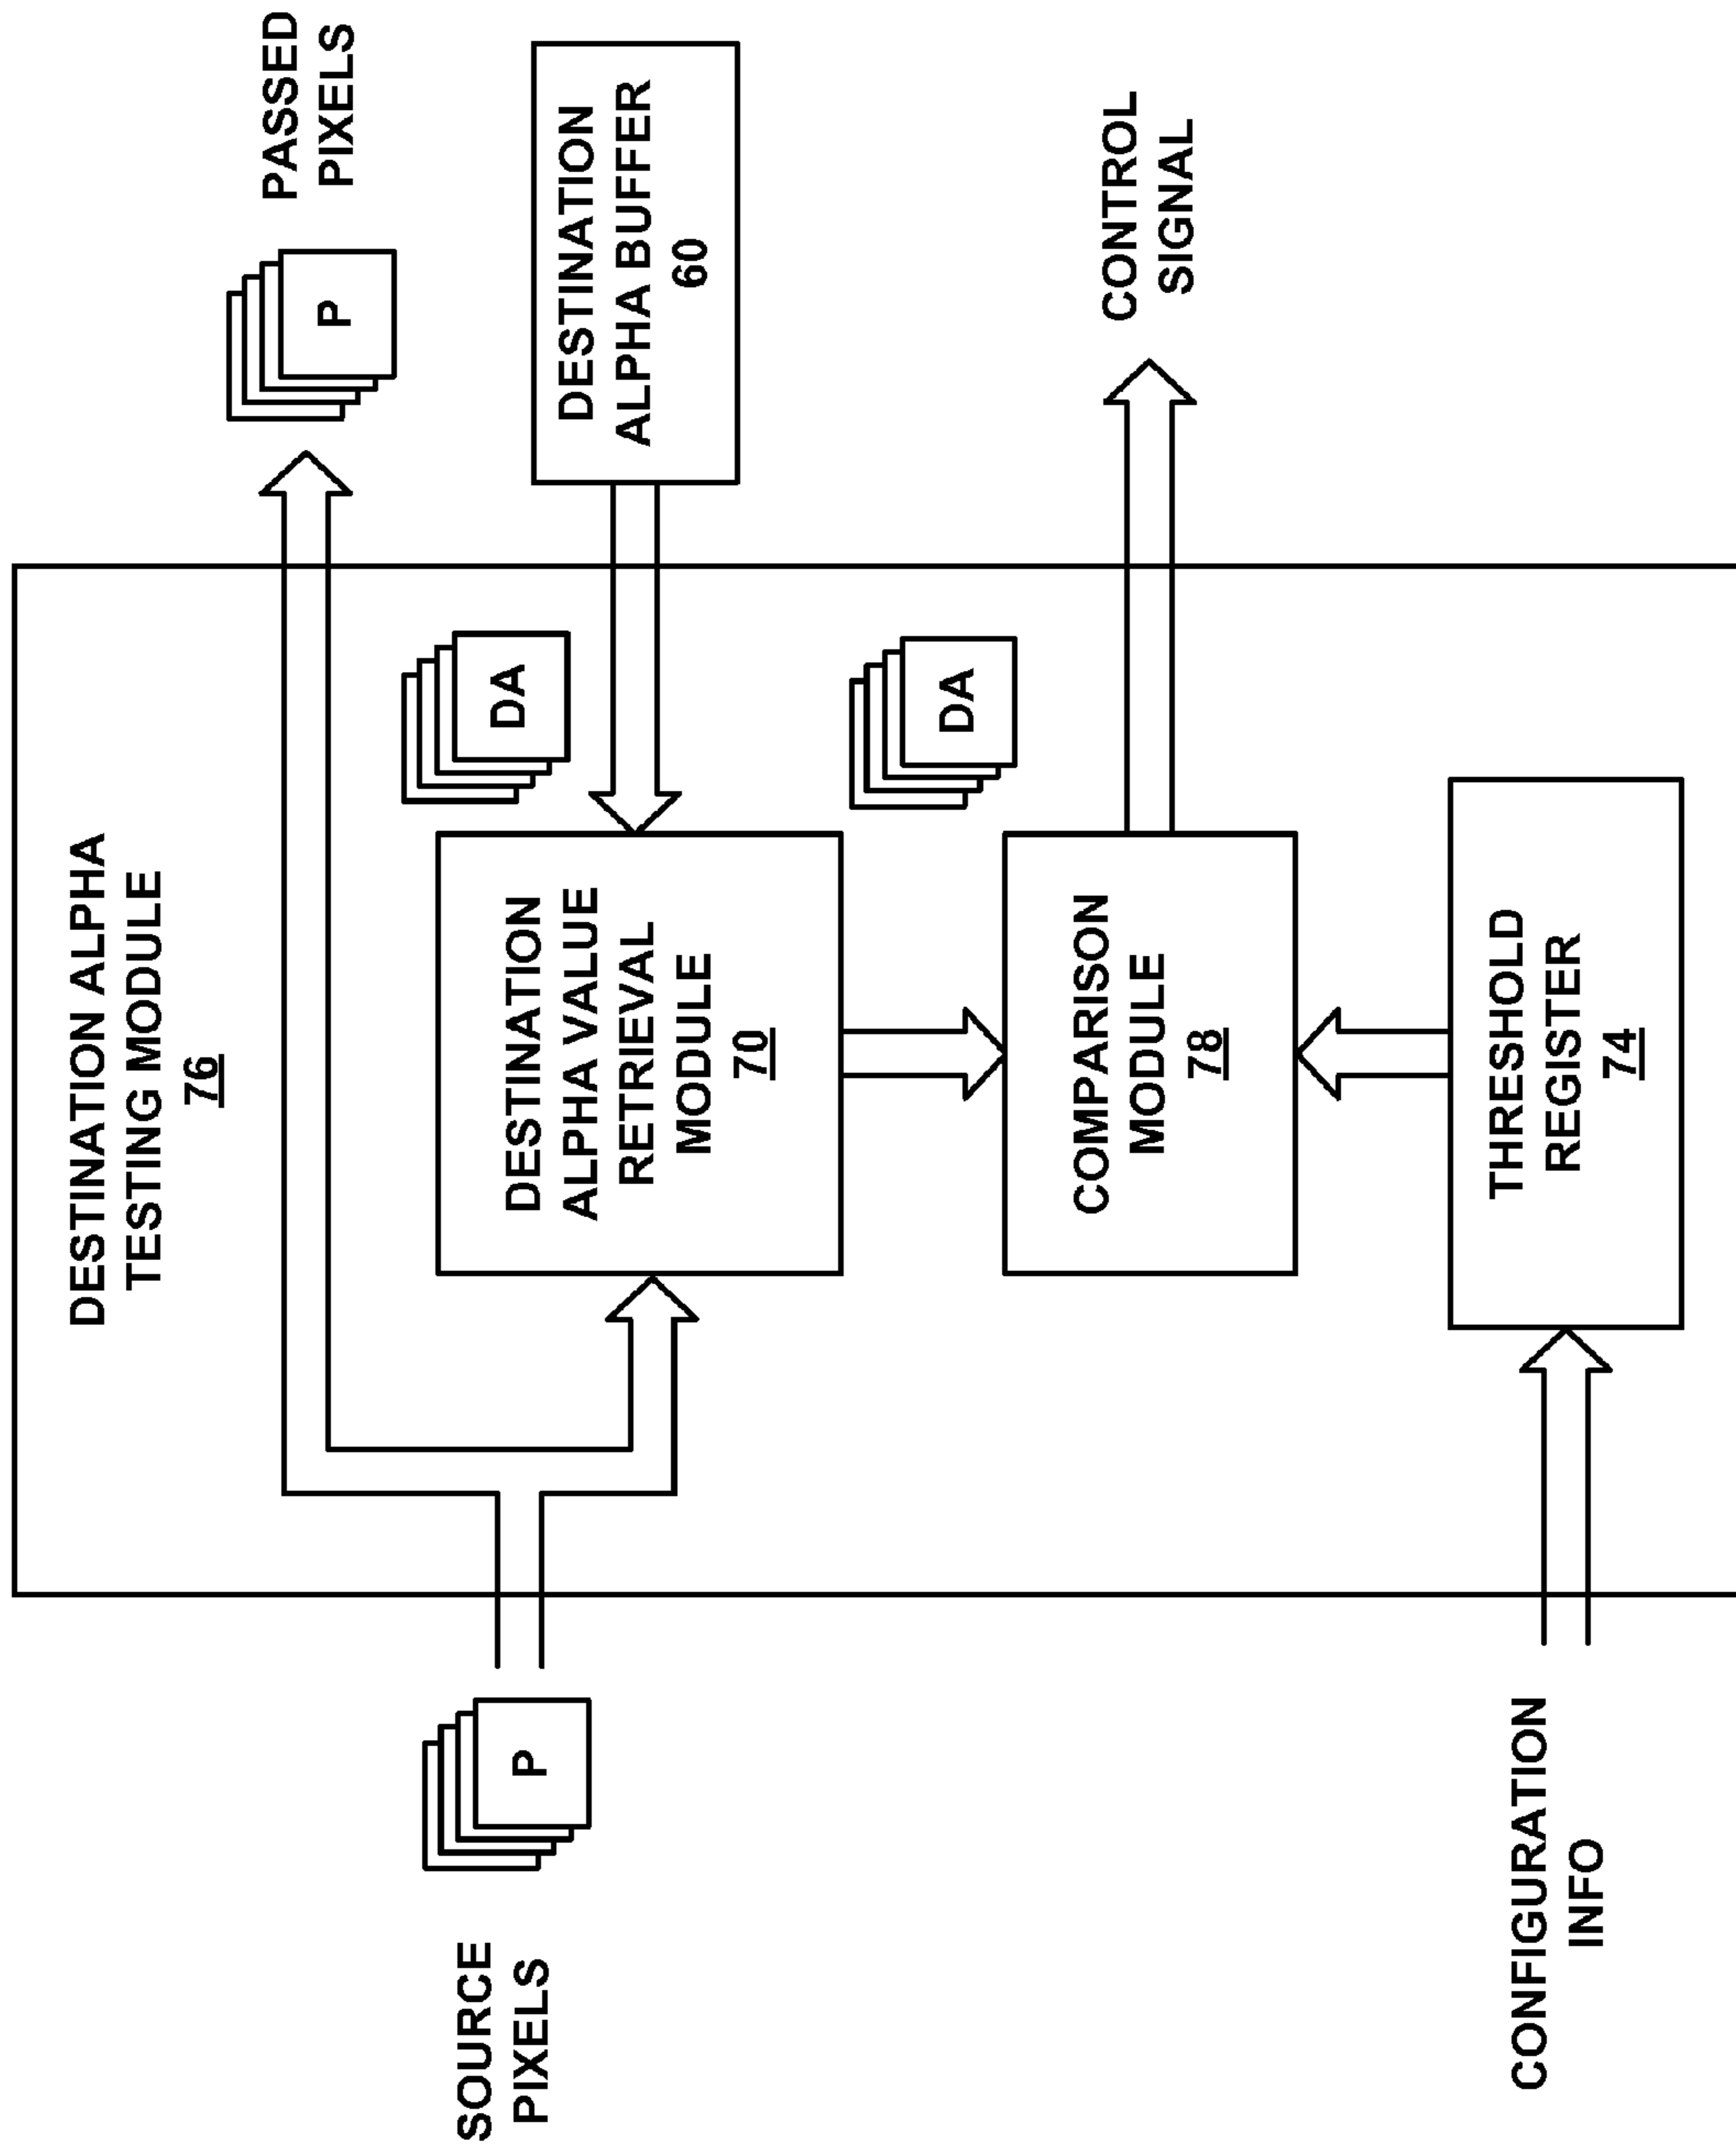 DESTINATION ALPHA
TESTING MODULE
76
SOURCE
PIXELS
P
PASSED
PIXELS
P
DA
DESTINATION
ALPHA BUFFER
60
DESTINATION
ALPHA VALUE
RETRIEVAL
MODULE
70
DA
COMPARISON
MODULE
78
CONTROL
SIGNAL
THRESHOLD
REGISTER
74
CONFIGURATION
INFO